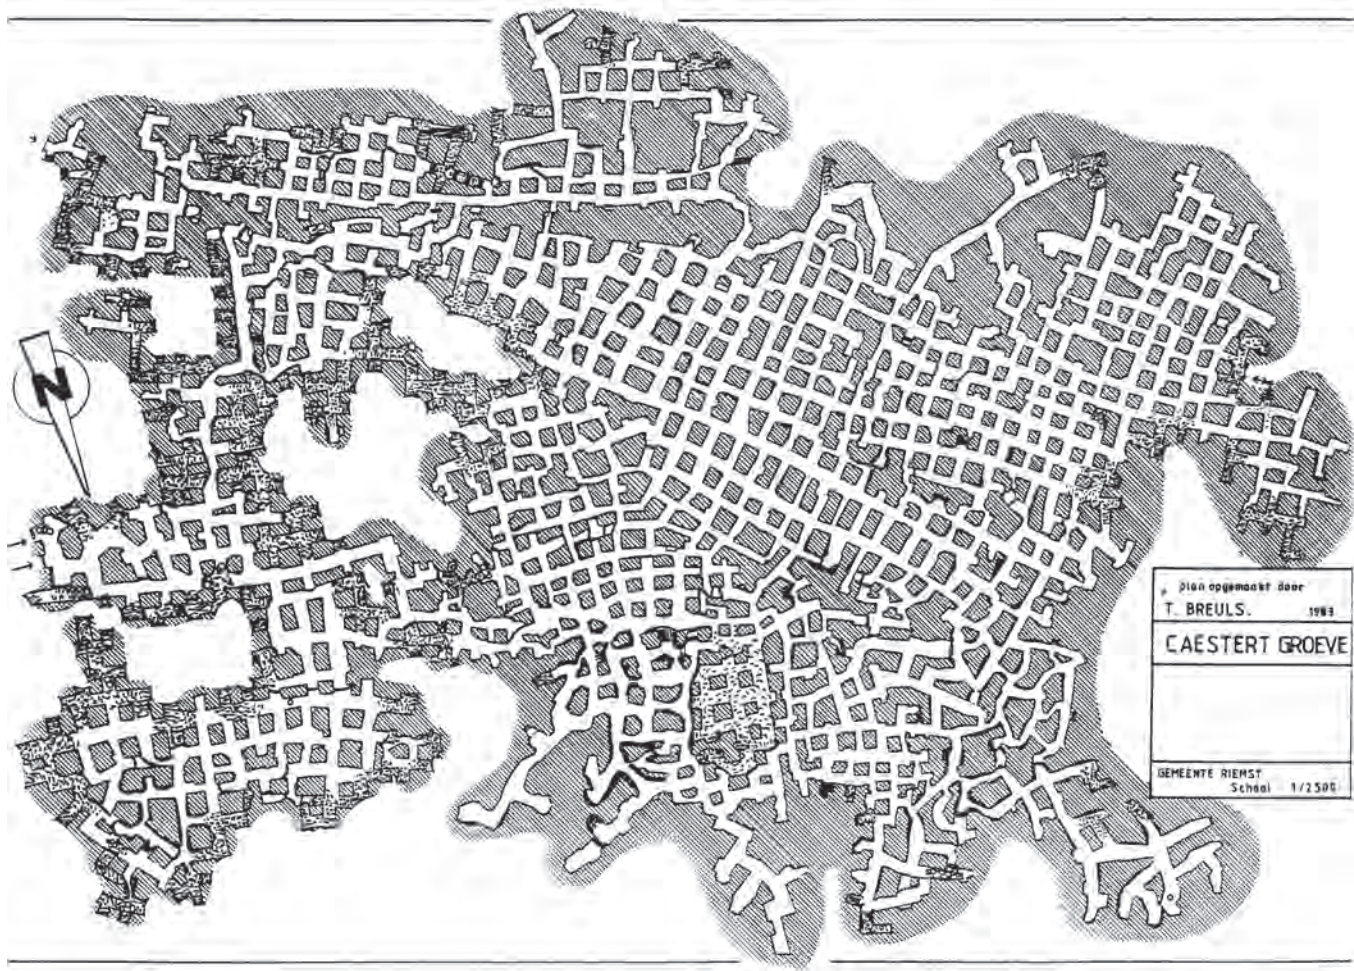 N
plan opgemaakt door
T. BREULS. 1983
CAESTERT GROEVE
GEMEENTE RIEMST
Schaal 1/2500